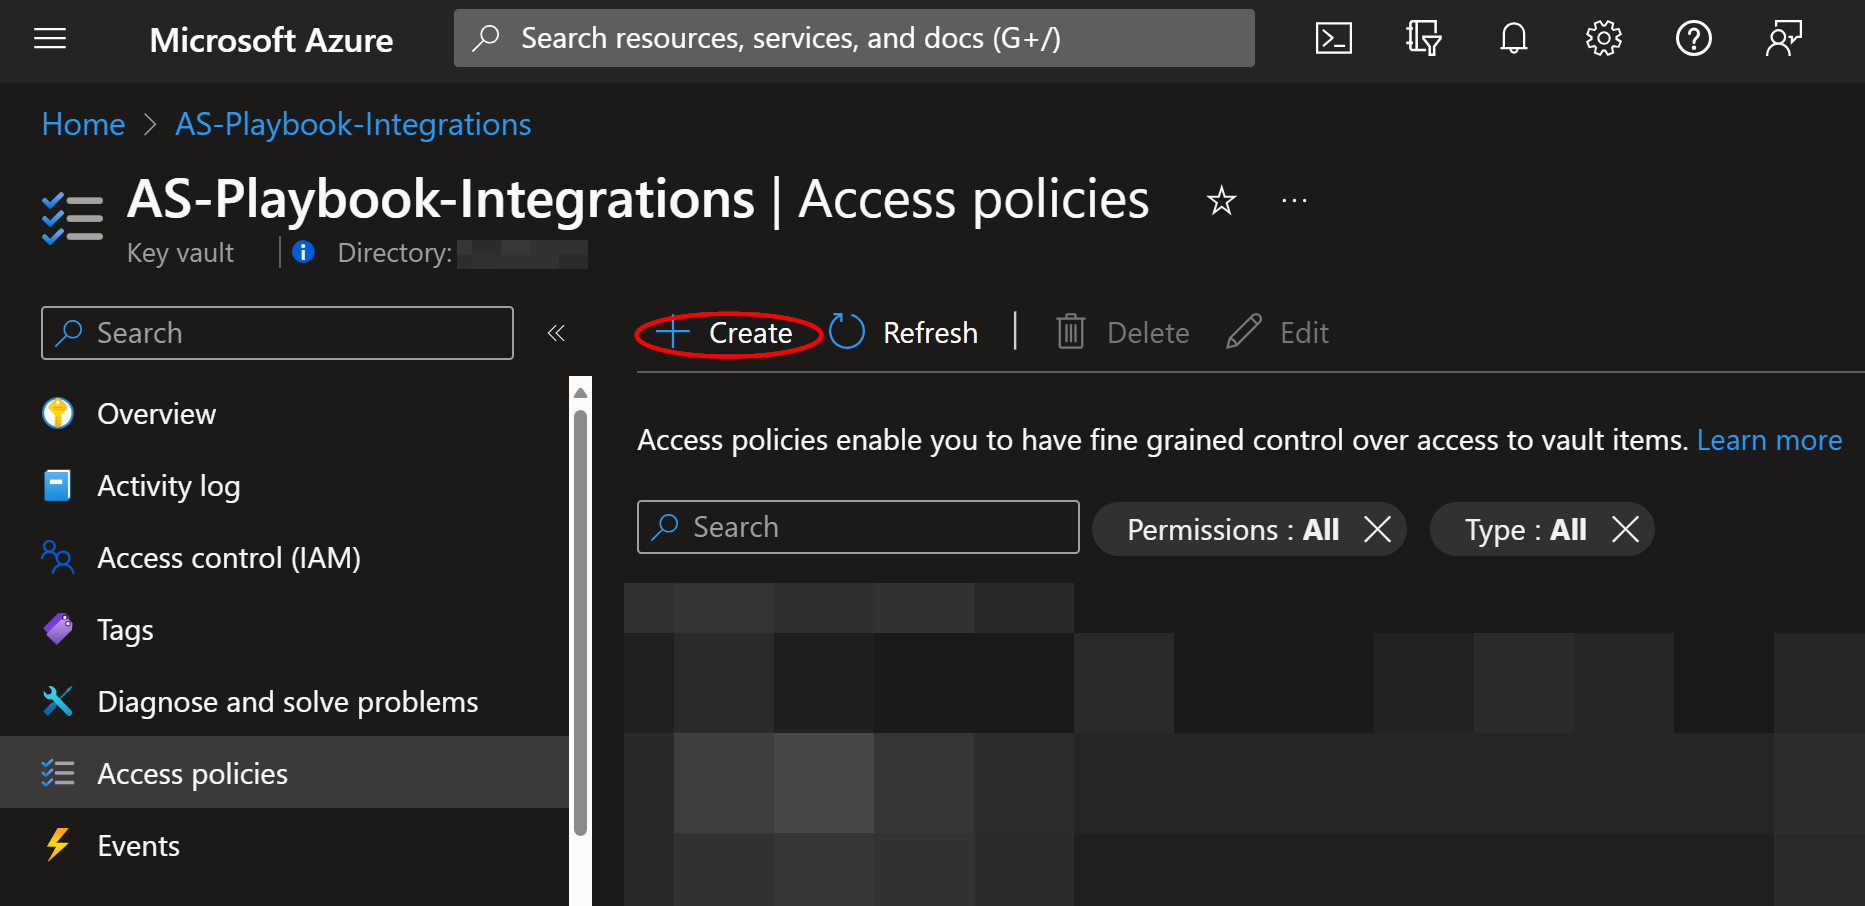 Microsoft Azure
Search resources, services, and docs (G+/)
Home > AS-Playbook-Integrations
AS-Playbook-Integrations | Access policies
Key vault
Directory:
Search
Overview
Activity log
Access control (IAM)
Tags
Diagnose and solve problems
Access policies
Events
Create
Refresh
Delete
Edit
Access policies enable you to have fine grained control over access to vault items. Learn more
Search
Permissions : All
Type : All